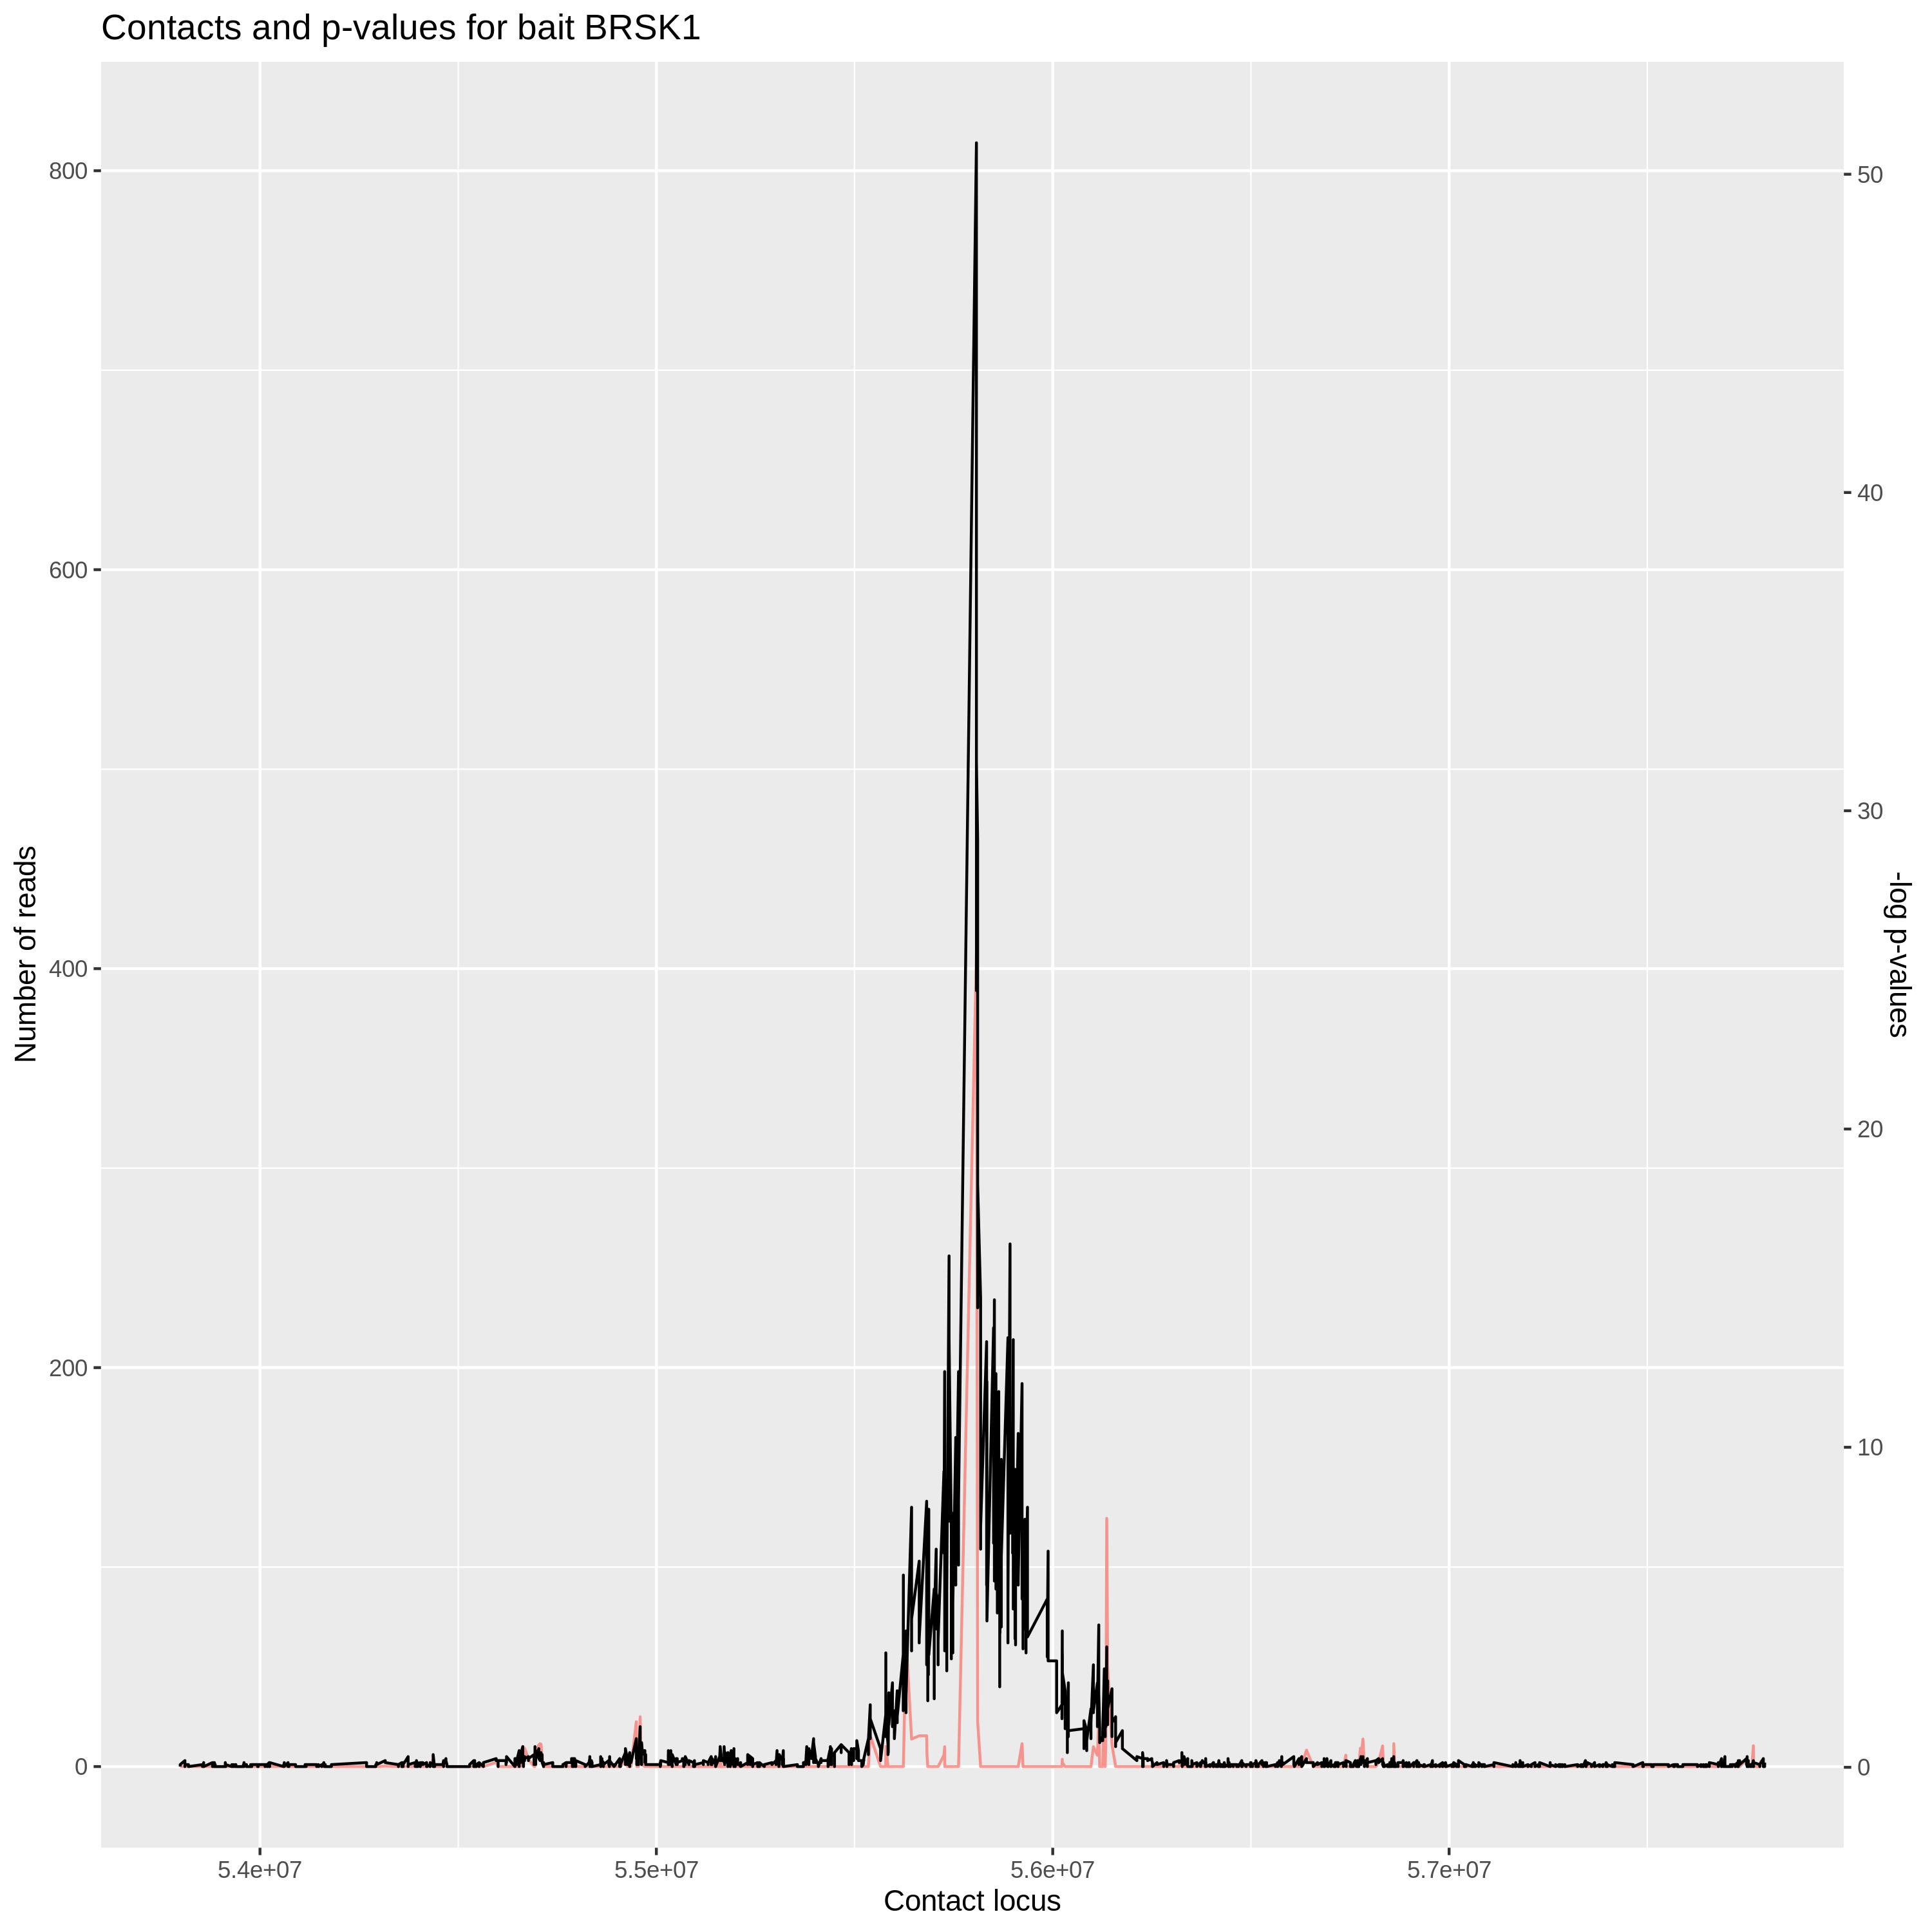 Contacts and p-values for bait BRSK1
800
600
400
200
0
Number of reads
50
40
30
20
10
0
-log p-values
5.4e+07
5.5e+07
5.6e+07
5.7e+07
Contact locus